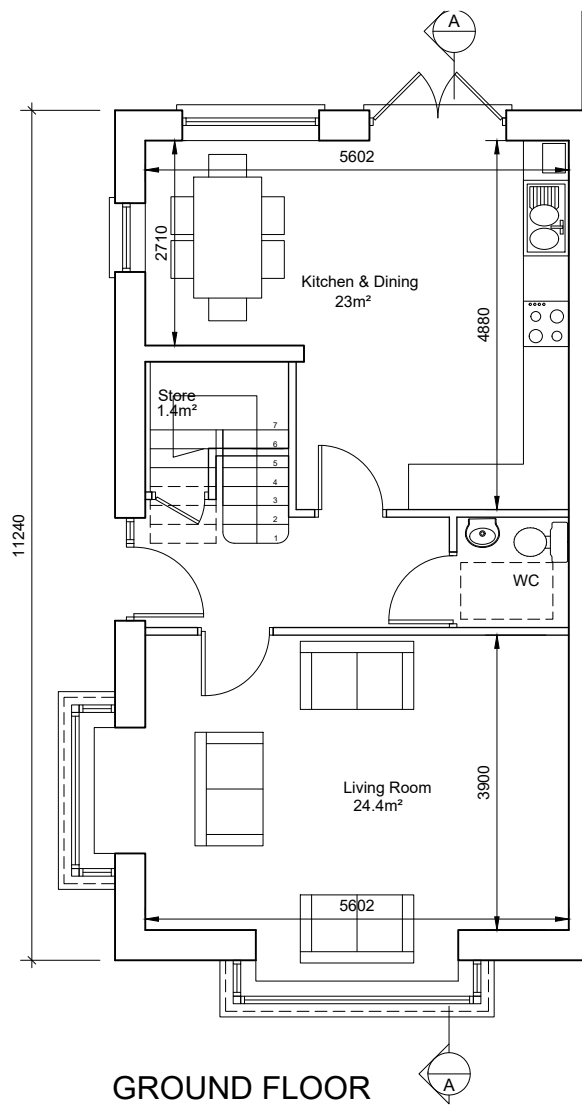 A
5602
2710
Kitchen & Dining
23m²
4880
Store
1.4m²
7
6
5
4
3
2
1
11240
WC
Living Room
24.4m²
3900
5602
A
GROUND FLOOR